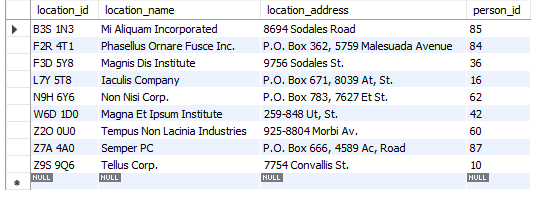 location_id location_name location_address person_id
B3S 1N3 Mi Aliquam Incorporated 8694 Sodales Road 85
F2R 4T1 Phasellus Ornare Fusce Inc. P.O. Box 362, 5759 Malesuada Avenue 84
F3D 5Y8 Magnis Dis Institute 9756 Sodales St. 36
L7Y 5T8 Iaculis Company P.O. Box 671, 8039 At, St. 16
N9H 6Y6 Non Nisi Corp. P.O. Box 783, 7627 Et St. 62
W6D 1D0 Magna Et Ipsum Institute 259-848 Ut, St. 42
Z2O 0U0 Tempus Non Lacinia Industries 925-8804 Morbi Av. 60
Z7A 4A0 Semper PC P.O. Box 666, 4589 Ac, Road 87
Z9S 9Q6 Tellus Corp. 7754 Convallis St. 10
NULL NULL NULL NULL